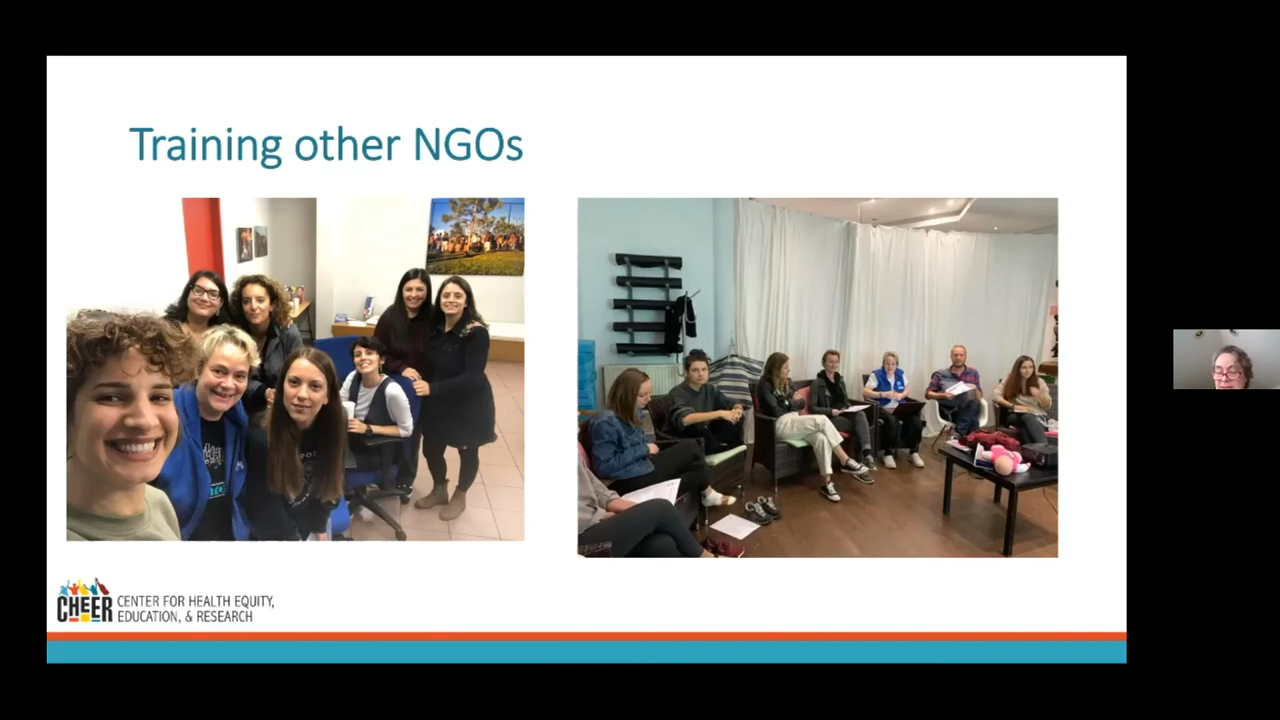 Training other NGOs
CHEER CENTER FOR HEALTH EQUITY,
EDUCATION, & RESEARCH